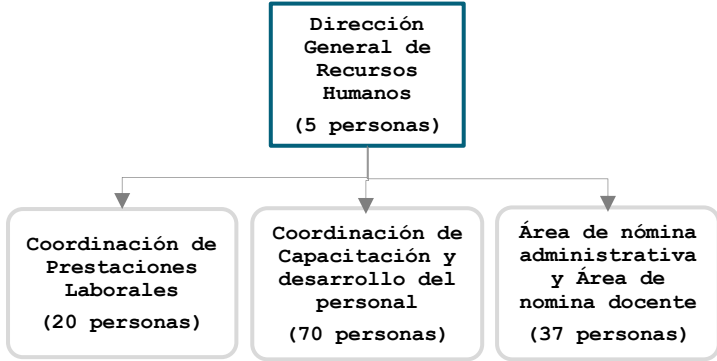 Dirección
General de
Recursos
Humanos
(5 personas)
Coordinación de
Prestaciones
Laborales
(20 personas)
Coordinación de
Capacitación y
desarrollo del
personal
(70 personas)
Área de nómina
administrativa
y Área de
nomina docente
(37 personas)